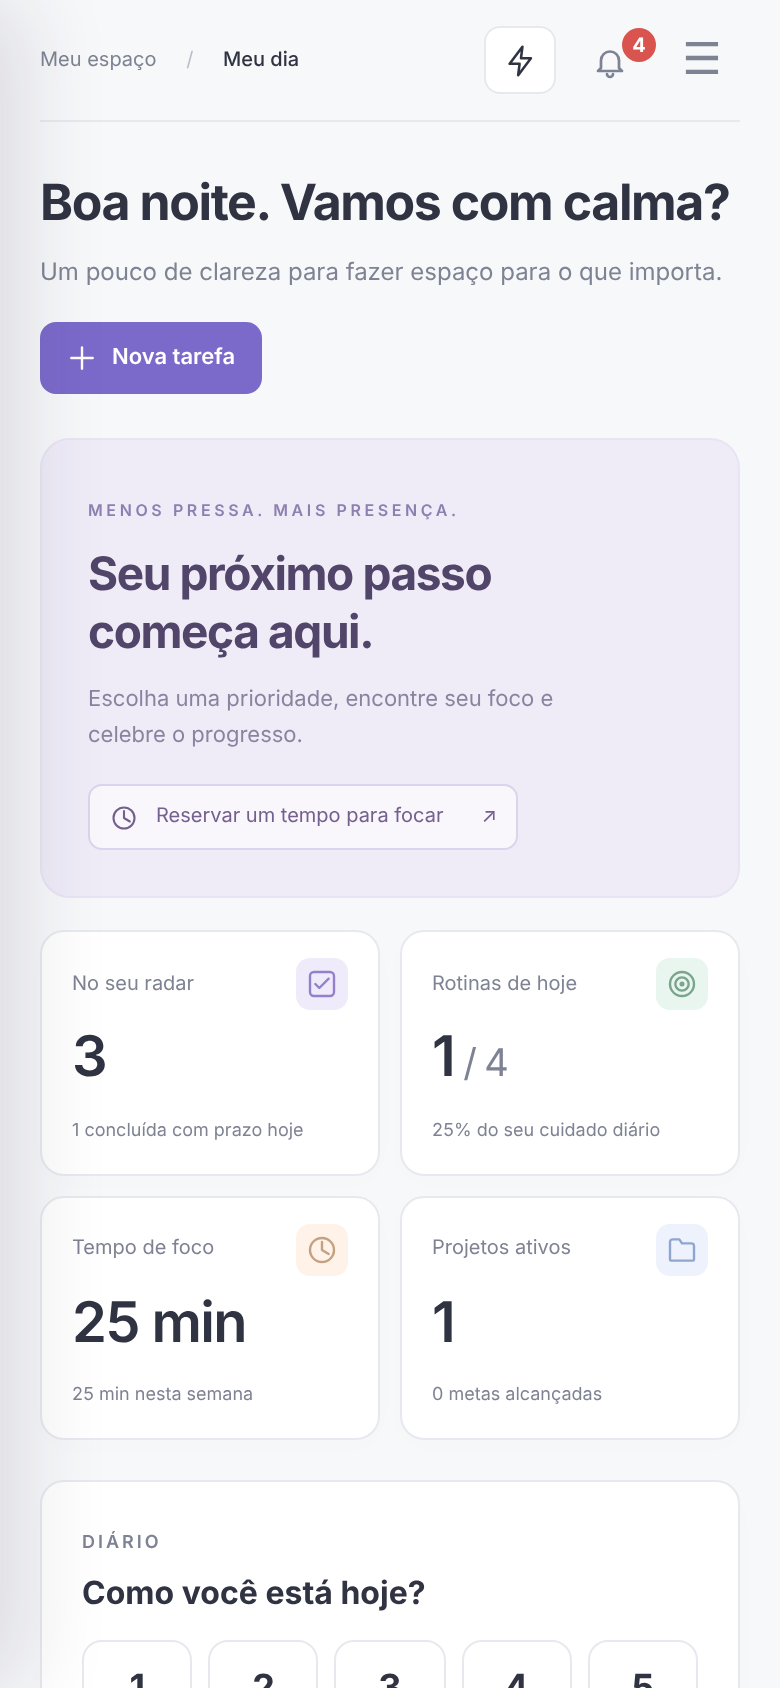 Meu espaço / Meu dia
4
Boa noite. Vamos com calma?
Um pouco de clareza para fazer espaço para o que importa.
Nova tarefa
MENOS PRESSA. MAIS PRESENÇA.
Seu próximo passo
começa aqui.
Escolha uma prioridade, encontre seu foco e
celebre o progresso.
Reservar um tempo para focar
No seu radar
3
1 concluída com prazo hoje
Rotinas de hoje
1 / 4
25% do seu cuidado diário
Tempo de foco
25 min
25 min nesta semana
Projetos ativos
1
0 metas alcançadas
DIÁRIO
Como você está hoje?
1 2 3 4 5